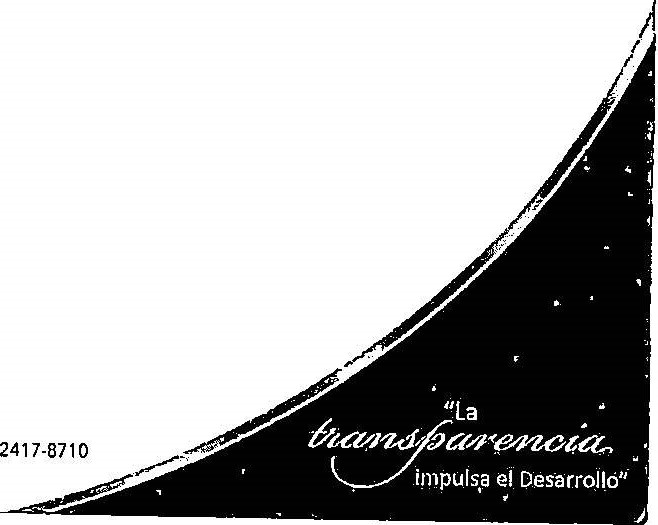 "La
transparencia
2417-8710
impulsa el Desarrollo"